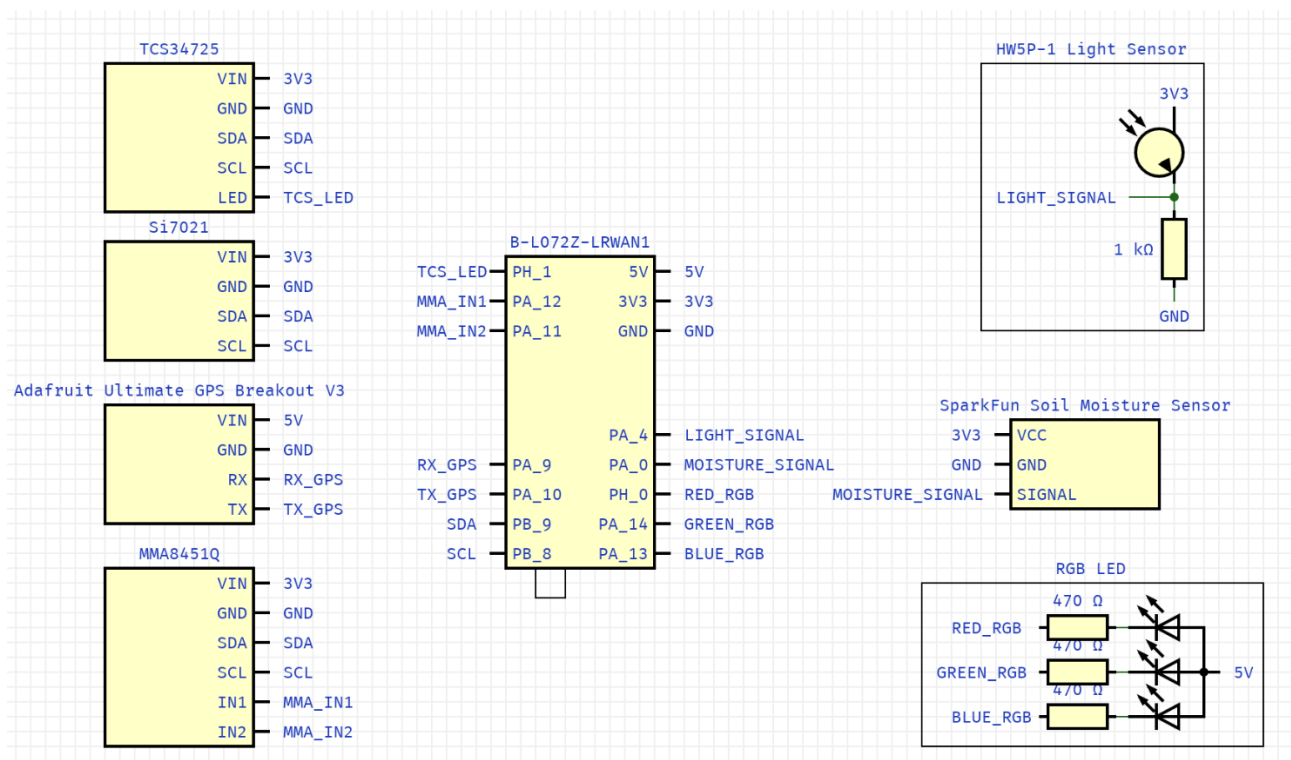 TCS34725
VIN 3V3
GND GND
SDA SDA
SCL SCL
LED TCS_LED
Si7021
VIN 3V3
GND GND
SDA SDA
SCL SCL
Adafruit Ultimate GPS Breakout V3
VIN 5V
GND GND
RX RX_GPS
TX TX_GPS
MMA8451Q
VIN 3V3
GND GND
SDA SDA
SCL SCL
IN1 MMA_IN1
IN2 MMA_IN2
B-L072Z-LRWAN1
TCS_LED PH_1 5V 5V
MMA_IN1 PA_12 3V3 3V3
MMA_IN2 PA_11 GND GND
PA_4 LIGHT_SIGNAL
RX_GPS PA_9 PA_0 MOISTURE_SIGNAL
TX_GPS PA_10 PH_0 RED_RGB
SDA PB_9 PA_14 GREEN_RGB
SCL PB_8 PA_13 BLUE_RGB
HW5P-1 Light Sensor
3V3
LIGHT_SIGNAL
1 kΩ
GND
SparkFun Soil Moisture Sensor
3V3 VCC
GND GND
MOISTURE_SIGNAL SIGNAL
RGB LED
470 Ω
RED_RGB
470 Ω
GREEN_RGB 5V
470 Ω
BLUE_RGB